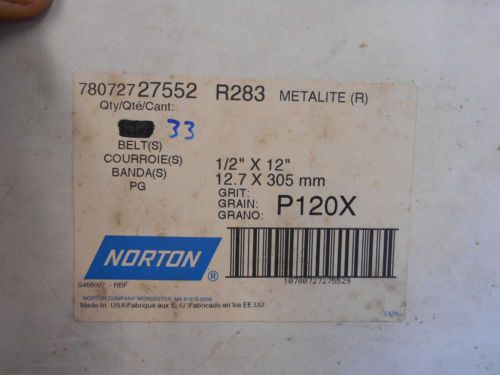 78072727552 R283 METALITE (R)
Qty/Qté/Cant:
33
BELT(S)
COURROIE(S)
BANDA(S)
PG
1/2" X 12"
12.7 X 305 mm
GRIT:
GRAIN: P120X
GRANO:
NORTON ®
10780727275529
- RBF
NORTON COMPANY WORCESTER, MA 01615-0008
Made In: USA\Fabrique aux E.-U./Fabricado en los EE.UU.